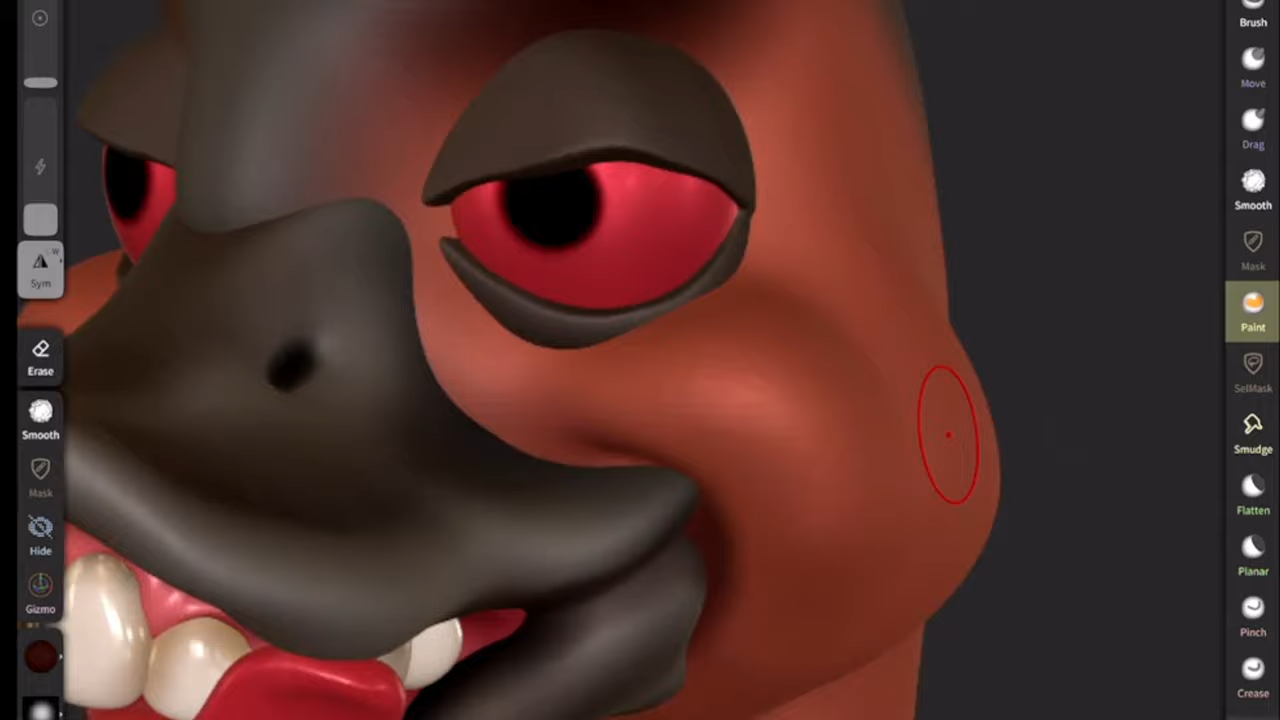 Sym
W
Erase
Smooth
Mask
Hide
Gizmo
Brush
Move
Drag
Smooth
Mask
Paint
SelMask
Smudge
Flatten
Planar
Pinch
Crease